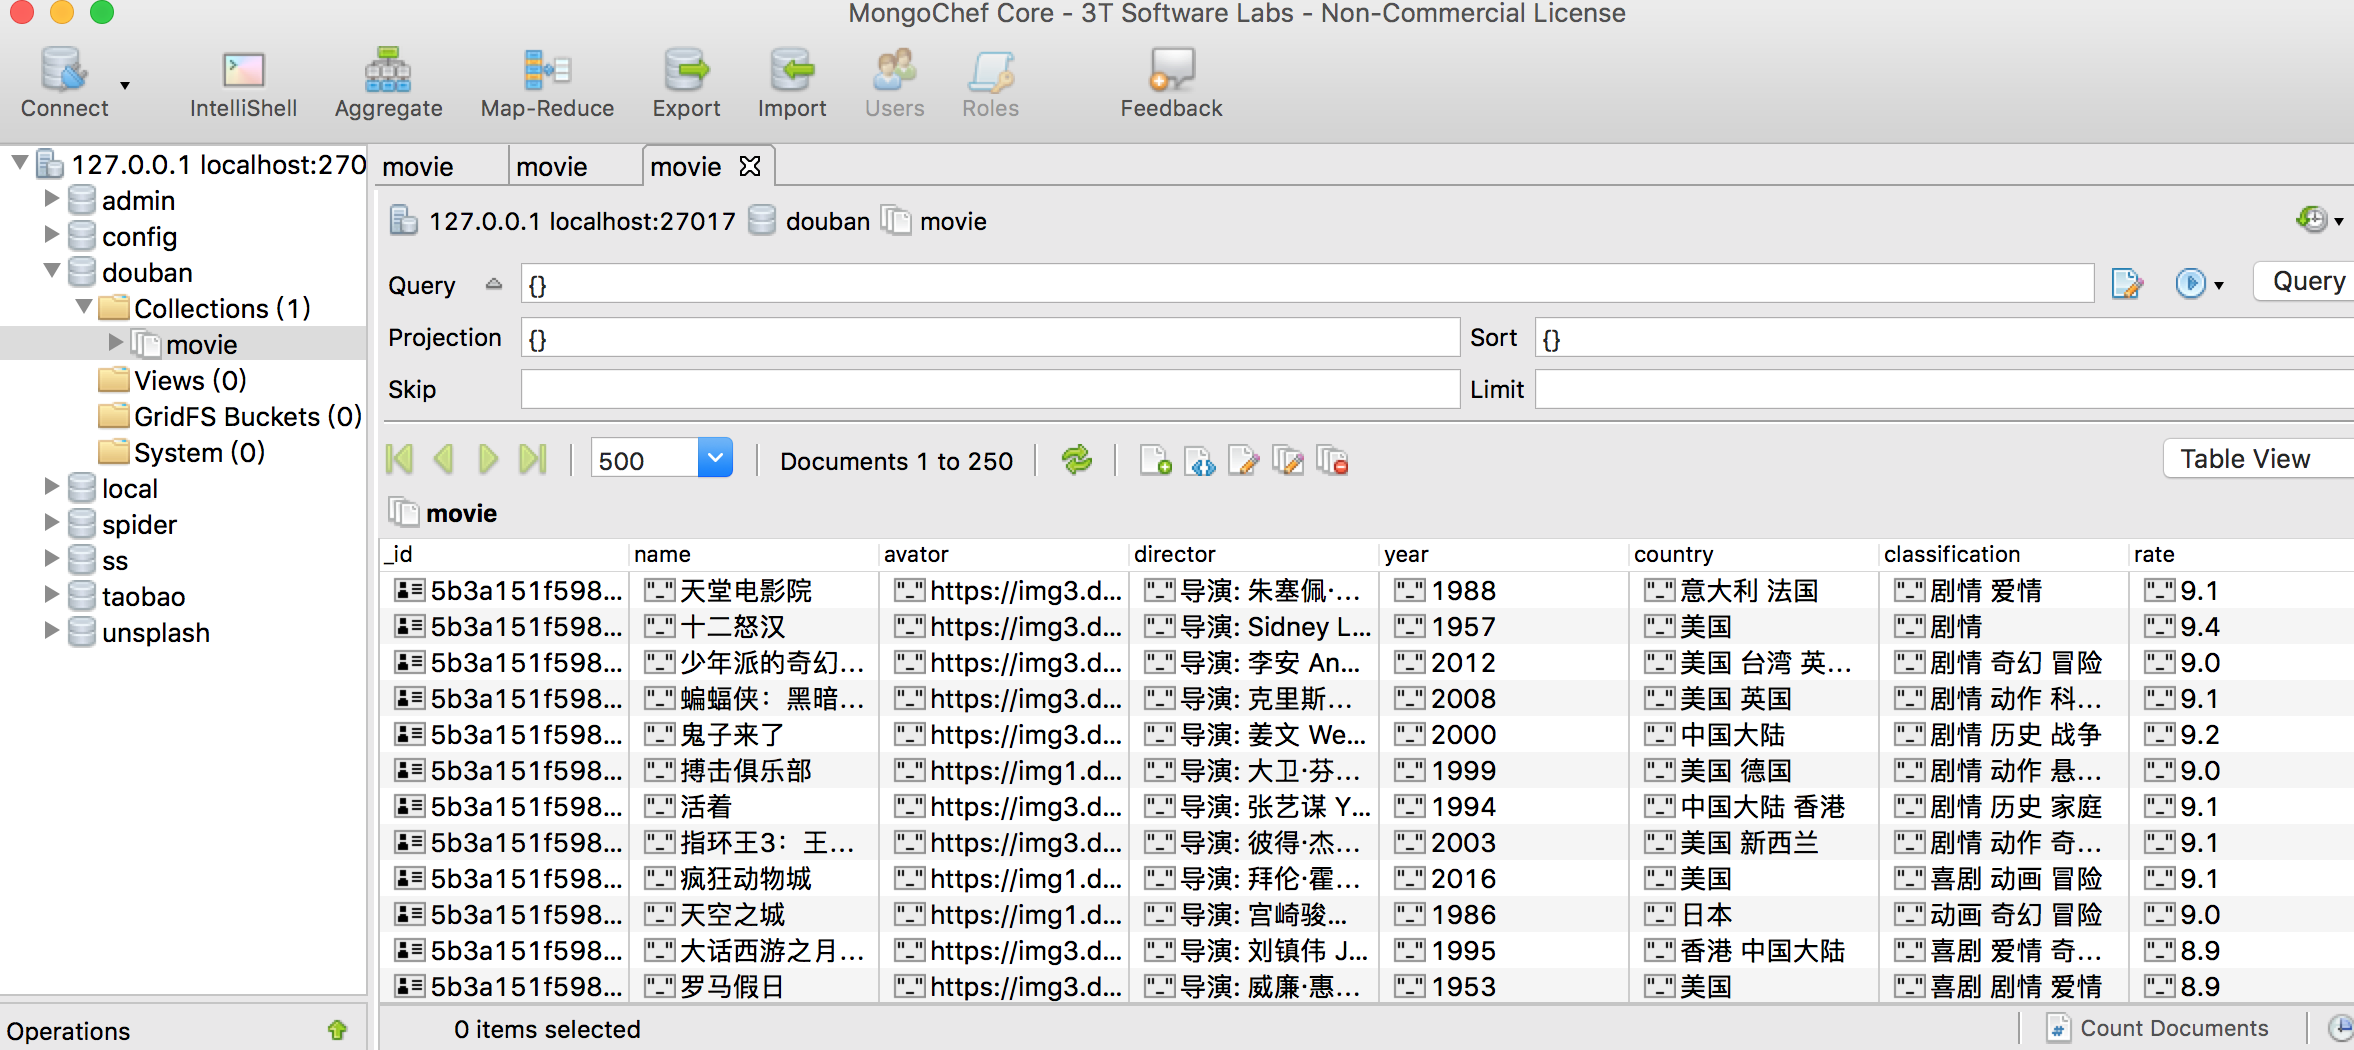 MongoChef Core - 3T Software Labs - Non-Commercial License
Connect IntelliShell Aggregate Map-Reduce Export Import Users Roles Feedback
127.0.0.1 localhost:270
admin
config
douban
Collections (1)
movie
Views (0)
GridFS Buckets (0)
System (0)
local
spider
ss
taobao
unsplash
Operations
movie movie movie
127.0.0.1 localhost:27017 douban movie
Query {} Query
Projection {} Sort {}
Skip Limit
500 Documents 1 to 250 Table View
movie
_id name avator director year country classification rate
5b3a151f598... 天堂电影院 https://img3.d... 导演: 朱塞佩·... 1988 意大利 法国 剧情 爱情 9.1
5b3a151f598... 十二怒汉 https://img3.d... 导演: Sidney L... 1957 美国 剧情 9.4
5b3a151f598... 少年派的奇幻... https://img3.d... 导演: 李安 An... 2012 美国 台湾 英... 剧情 奇幻 冒险 9.0
5b3a151f598... 蝙蝠侠：黑暗... https://img3.d... 导演: 克里斯... 2008 美国 英国 剧情 动作 科... 9.1
5b3a151f598... 鬼子来了 https://img3.d... 导演: 姜文 We... 2000 中国大陆 剧情 历史 战争 9.2
5b3a151f598... 搏击俱乐部 https://img1.d... 导演: 大卫·芬... 1999 美国 德国 剧情 动作 悬... 9.0
5b3a151f598... 活着 https://img3.d... 导演: 张艺谋 Y... 1994 中国大陆 香港 剧情 历史 家庭 9.1
5b3a151f598... 指环王3：王... https://img3.d... 导演: 彼得·杰... 2003 美国 新西兰 剧情 动作 奇... 9.1
5b3a151f598... 疯狂动物城 https://img1.d... 导演: 拜伦·霍... 2016 美国 喜剧 动画 冒险 9.1
5b3a151f598... 天空之城 https://img1.d... 导演: 宫崎骏... 1986 日本 动画 奇幻 冒险 9.0
5b3a151f598... 大话西游之月... https://img3.d... 导演: 刘镇伟 J... 1995 香港 中国大陆 喜剧 爱情 奇... 8.9
5b3a151f598... 罗马假日 https://img3.d... 导演: 威廉·惠... 1953 美国 喜剧 剧情 爱情 8.9
0 items selected Count Documents